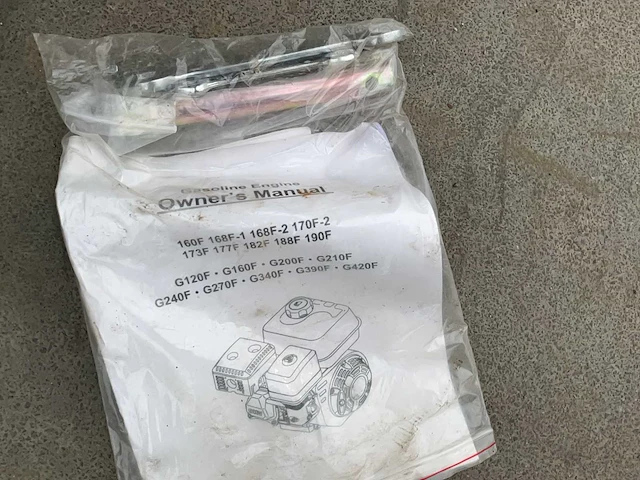 Gasoline Engine
Owner's Manual
160F 168F-1 168F-2 170F-2
173F 177F 182F 188F 190F
G120F · G160F · G200F · G210F
G240F · G270F · G340F · G390F · G420F